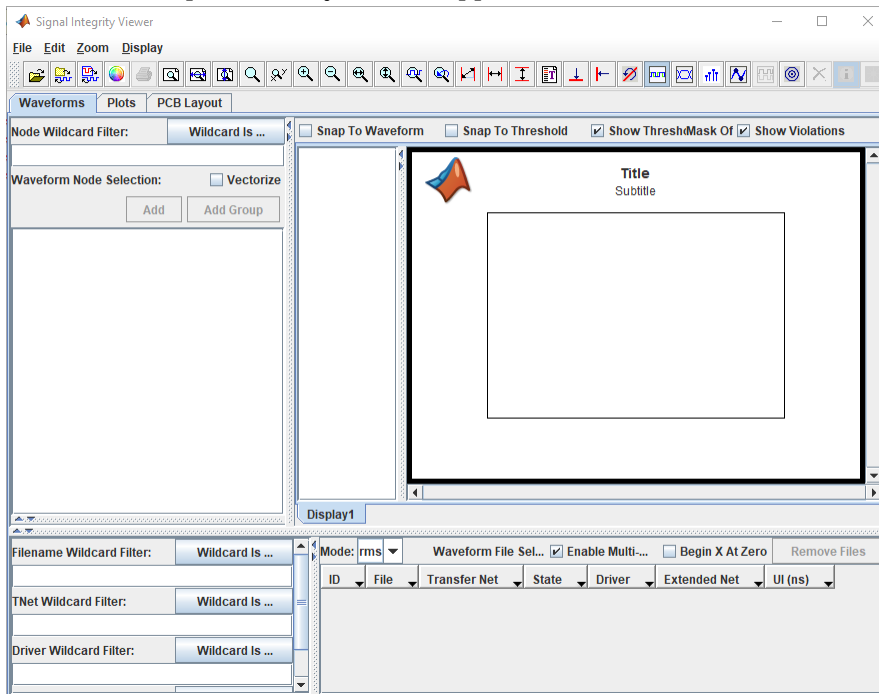 Signal Integrity Viewer
File Edit Zoom Display
Waveforms Plots PCB Layout
Node Wildcard Filter: Wildcard Is ...
Snap To Waveform Snap To Threshold Show Thresh Mask Of Show Violations
Waveform Node Selection: Vectorize
Add Add Group
Title
Subtitle
Display1
Filename Wildcard Filter: Wildcard Is ...
Mode: rms Waveform File Sel... Enable Multi-... Begin X At Zero Remove Files
ID File Transfer Net State Driver Extended Net UI (ns)
TNet Wildcard Filter: Wildcard Is ...
Driver Wildcard Filter: Wildcard Is ...